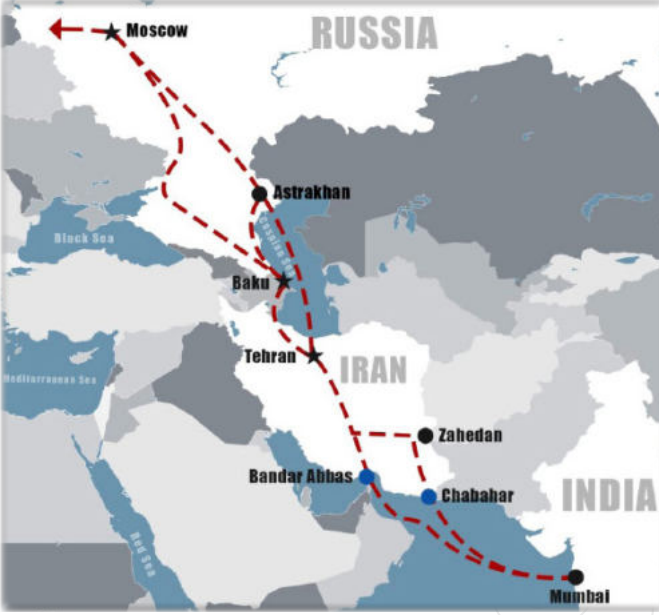 Moscow
RUSSIA
Astrakhan
Black Sea
Caspian Sea
Baku
Tehran
IRAN
Mediterranean Sea
Zahedan
Bandar Abbas
Chabahar
INDIA
Red Sea
Mumbai